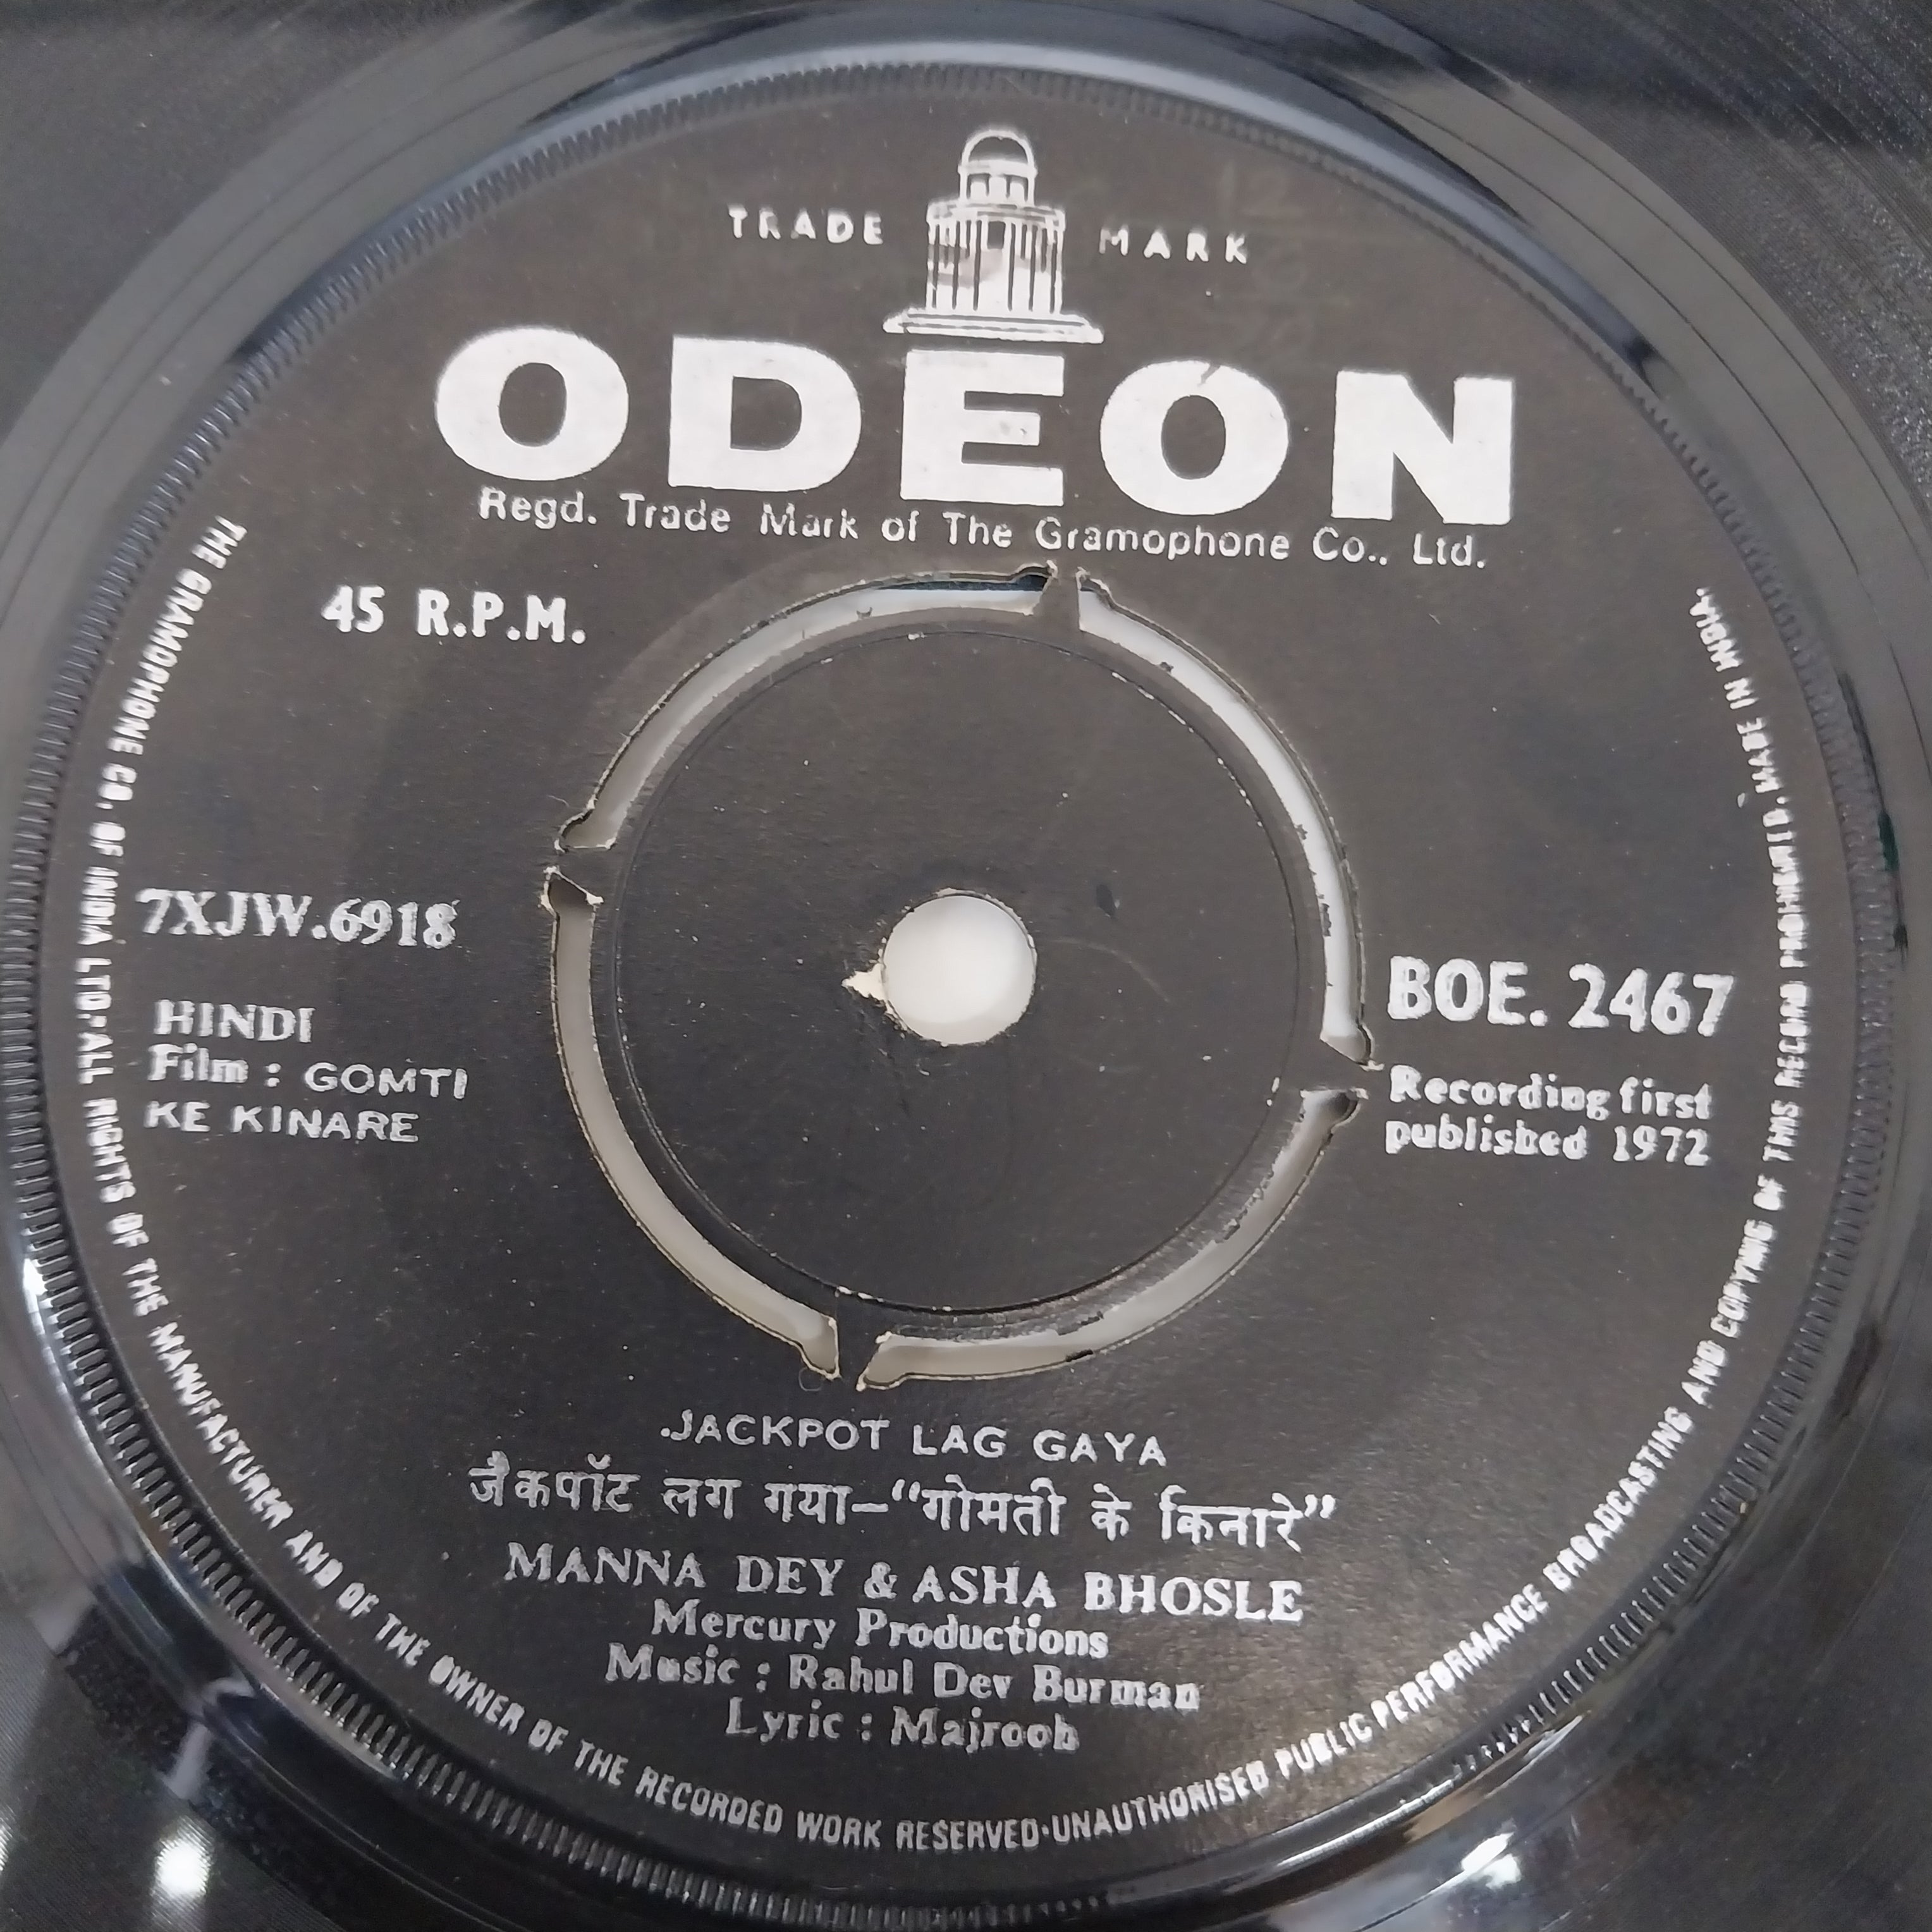 TRADE MARK
ODEON
Regd. Trade Mark of The Gramophone Co., Ltd.
45 R.P.M.
7XJW.6918
HINDI
Film : GOMTI
KE KINARE
BOE. 2467
Recording first
published 1972
JACKPOT LAG GAYA
जैकपॉट लग गया–“गोमती के किनारे”
MANNA DEY & ASHA BHOSLE
Mercury Productions
Music : Rahul Dev Burman
Lyric : Majrooh
THE GRAMOPHONE CO. OF INDIA LTD.·ALL RIGHTS OF THE MANUFACTURER AND OF THE OWNER OF THE RECORDED WORK RESERVED·UNAUTHORISED PUBLIC PERFORMANCE BROADCASTING AND COPYING OF THIS RECORD PROHIBITED. MADE IN INDIA.